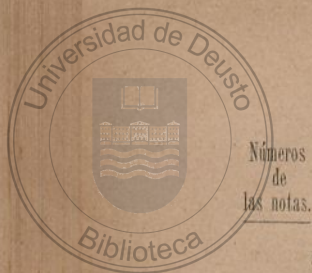 Universidad de Deusto
Biblioteca
Números
de
las notas.